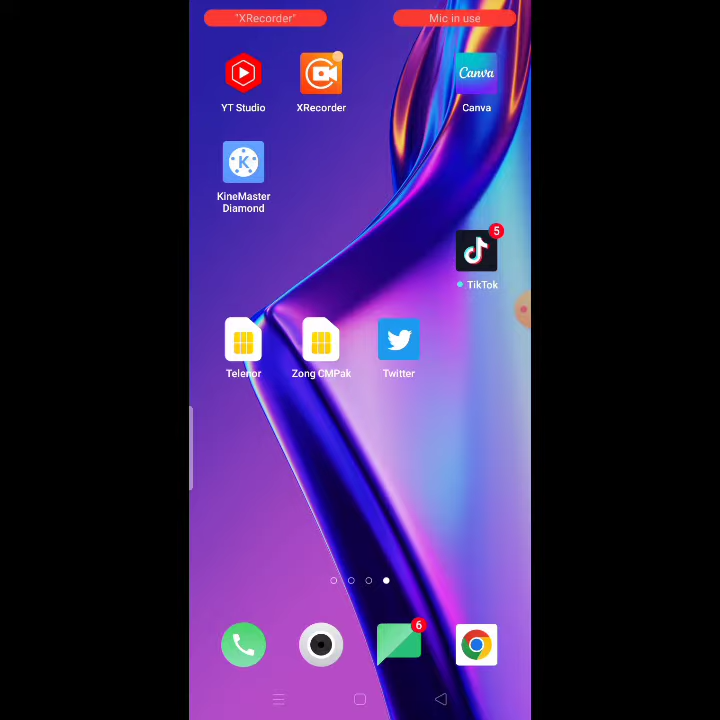 "XRecorder"
Mic in use
YT Studio
XRecorder
Canva
Canva
K
KineMaster
Diamond
5
TikTok
Telenor
Zong CMPak
Twitter
6